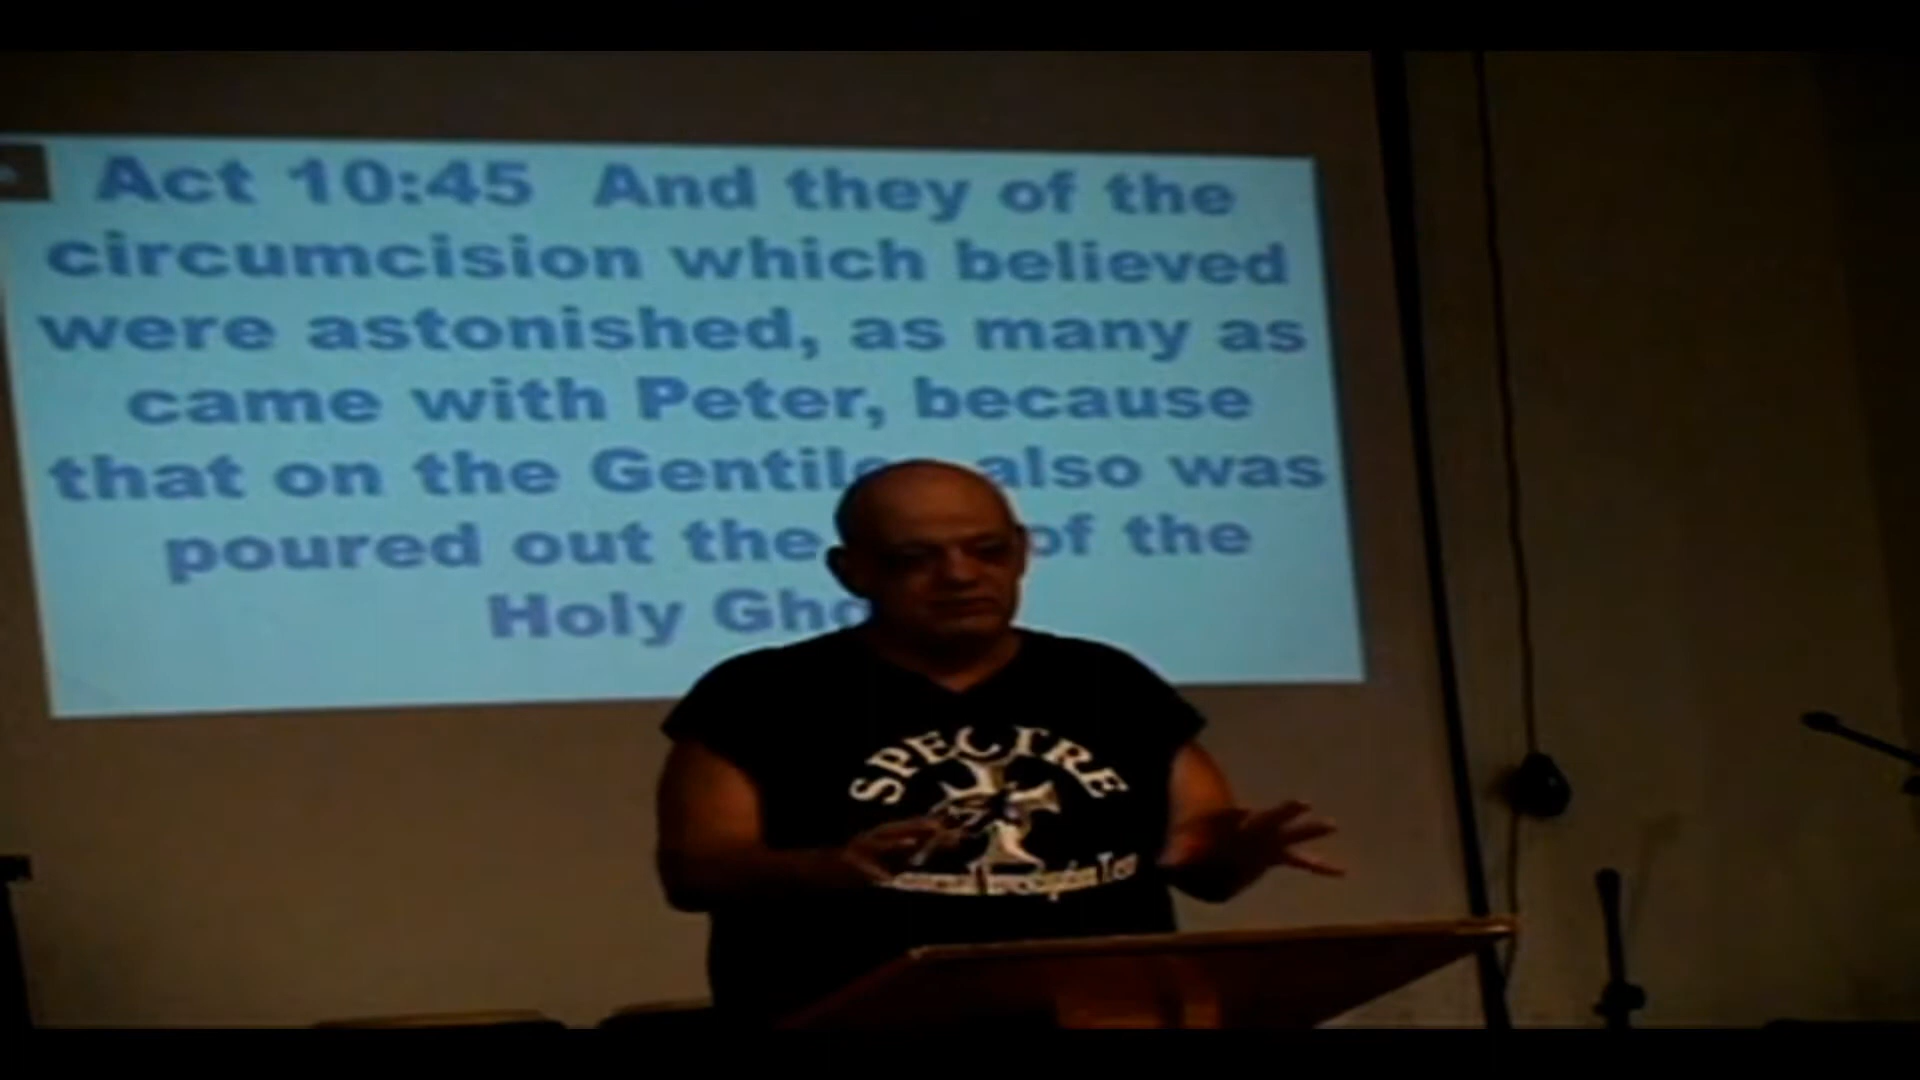 Act 10:45 And they of the
circumcision which believed
were astonished, as many as
came with Peter, because
that on the Gentile also was
poured out the of the
Holy Gho
SPECTRE